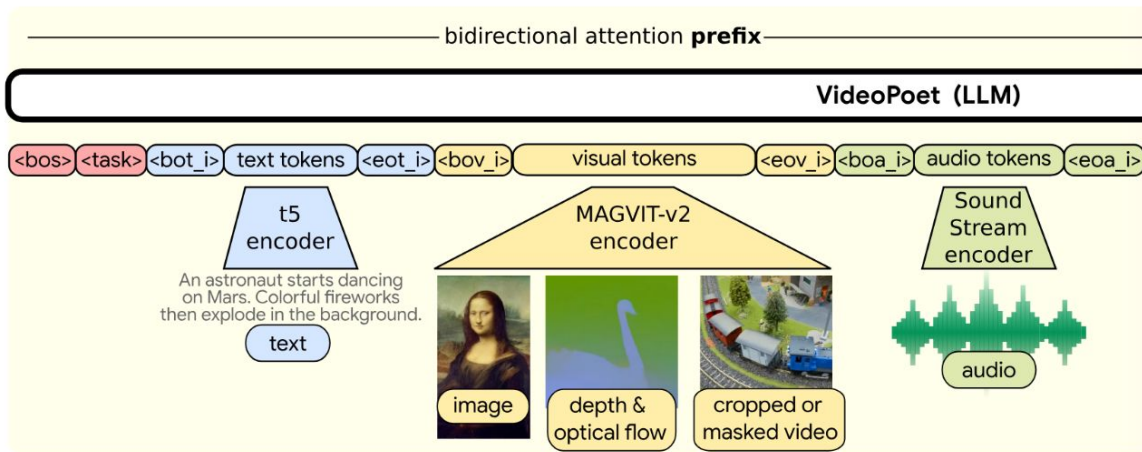 bidirectional attention prefix
VideoPoet (LLM)
<bos> <task> <bot_i> text tokens <eot_i> <bov_i> visual tokens <eov_i> <boa_i> audio tokens <eoa_i>
t5
encoder
MAGVIT-v2
encoder
Sound
Stream
encoder
An astronaut starts dancing
on Mars. Colorful fireworks
then explode in the background.
text
image
depth &
optical flow
cropped or
masked video
audio